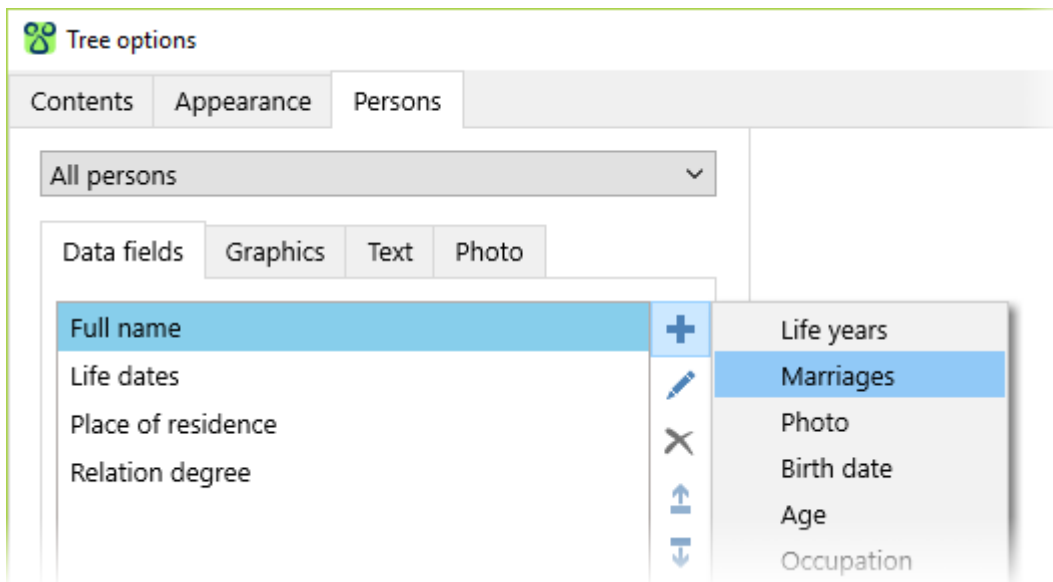 Tree options
Contents Appearance Persons
All persons
Data fields Graphics Text Photo
Full name
Life dates
Place of residence
Relation degree
Life years
Marriages
Photo
Birth date
Age
Occupation